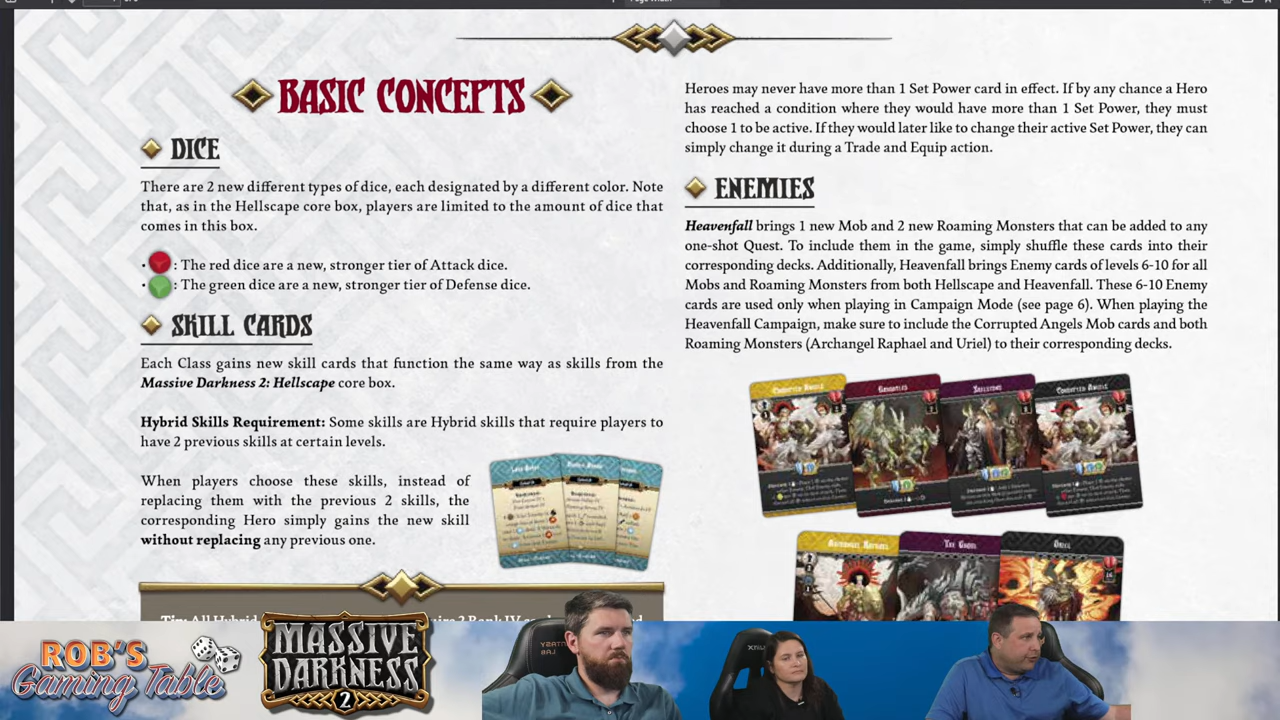 BASIC CONCEPTS
DICE
There are 2 new different types of dice, each designated by a different color. Note
that, as in the Hellscape core box, players are limited to the amount of dice that
comes in this box.
• : The red dice are a new, stronger tier of Attack dice.
• : The green dice are a new, stronger tier of Defense dice.
SKILL CARDS
Each Class gains new skill cards that function the same way as skills from the
Massive Darkness 2: Hellscape core box.
Hybrid Skills Requirement: Some skills are Hybrid skills that require players to
have 2 previous skills at certain levels.
When players choose these skills, instead of
replacing them with the previous 2 skills, the
corresponding Hero simply gains the new skill
without replacing any previous one.
Heroes may never have more than 1 Set Power card in effect. If by any chance a Hero
has reached a condition where they would have more than 1 Set Power, they must
choose 1 to be active. If they would later like to change their active Set Power, they can
simply change it during a Trade and Equip action.
ENEMIES
Heavenfall brings 1 new Mob and 2 new Roaming Monsters that can be added to any
one-shot Quest. To include them in the game, simply shuffle these cards into their
corresponding decks. Additionally, Heavenfall brings Enemy cards of levels 6-10 for all
Mobs and Roaming Monsters from both Hellscape and Heavenfall. These 6-10 Enemy
cards are used only when playing in Campaign Mode (see page 6). When playing the
Heavenfall Campaign, make sure to include the Corrupted Angels Mob cards and both
Roaming Monsters (Archangel Raphael and Uriel) to their corresponding decks.
ROB'S
Gaming Table
MASSIVE
DARKNESS
2